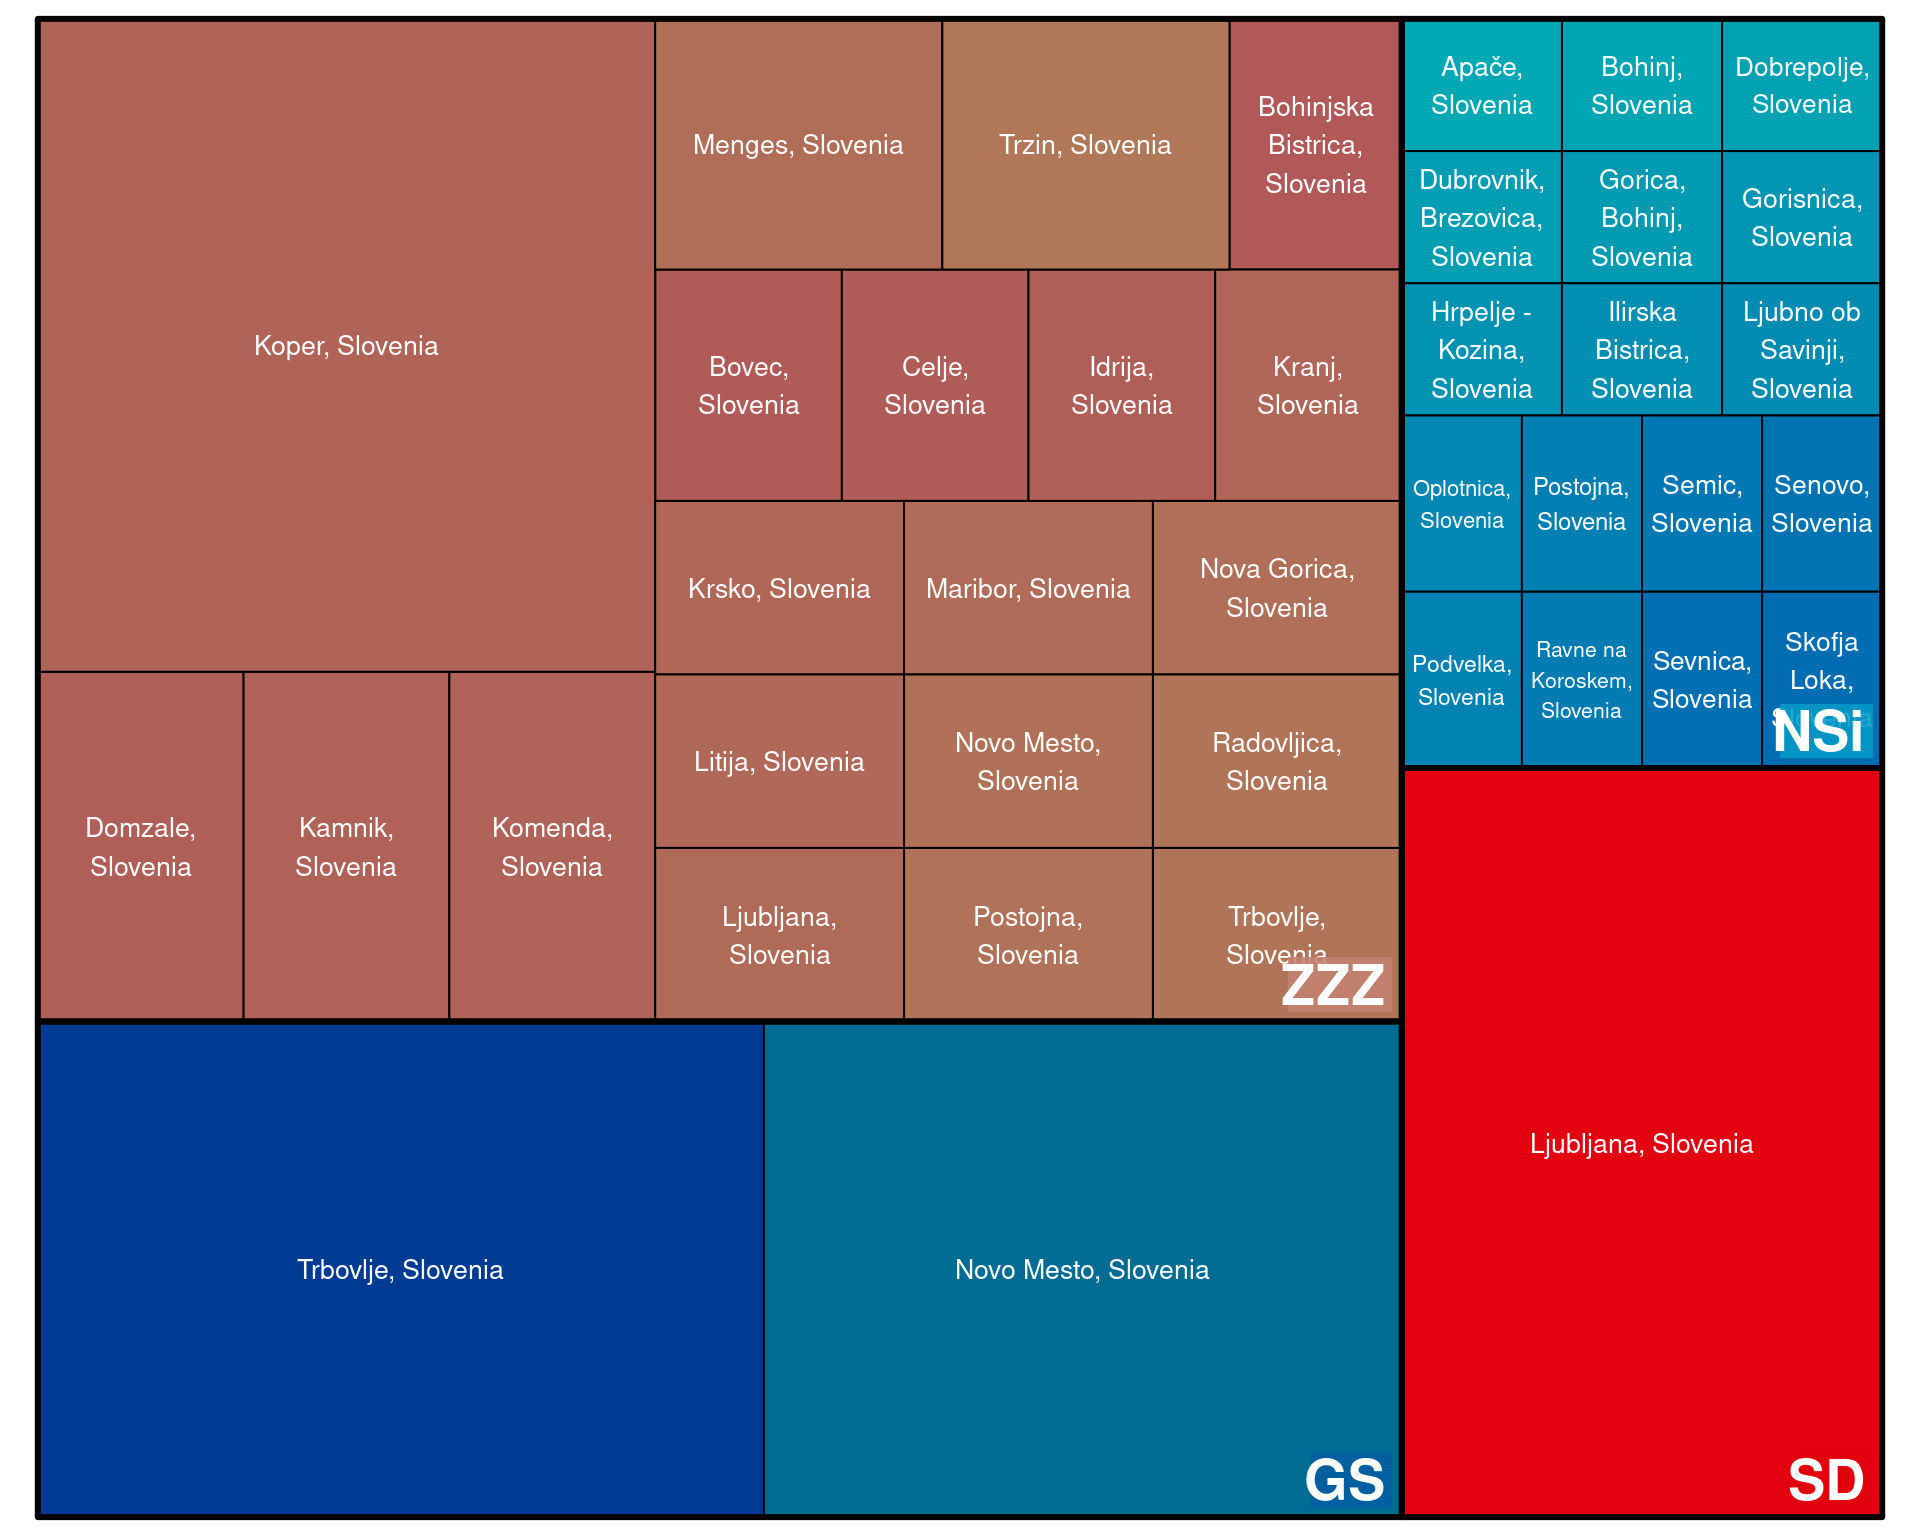 Koper, Slovenia
Menges, Slovenia
Trzin, Slovenia
Bohinjska
Bistrica,
Slovenia
Bovec,
Slovenia
Celje,
Slovenia
Idrija,
Slovenia
Kranj,
Slovenia
Krsko, Slovenia
Maribor, Slovenia
Nova Gorica,
Slovenia
Litija, Slovenia
Novo Mesto,
Slovenia
Radovljica,
Slovenia
Domzale,
Slovenia
Kamnik,
Slovenia
Komenda,
Slovenia
Ljubljana,
Slovenia
Postojna,
Slovenia
Trbovlje,
Slovenia
ZZZ
Apače,
Slovenia
Bohinj,
Slovenia
Dobrepolje,
Slovenia
Dubrovnik,
Brezovica,
Slovenia
Gorica,
Bohinj,
Slovenia
Gorisnica,
Slovenia
Hrpelje -
Kozina,
Slovenia
Ilirska
Bistrica,
Slovenia
Ljubno ob
Savinji,
Slovenia
Oplotnica,
Slovenia
Postojna,
Slovenia
Semic,
Slovenia
Senovo,
Slovenia
Podvelka,
Slovenia
Ravne na
Koroskem,
Slovenia
Sevnica,
Slovenia
Skofja
Loka,
Slovenia
NSi
Trbovlje, Slovenia
Novo Mesto, Slovenia
GS
Ljubljana, Slovenia
SD